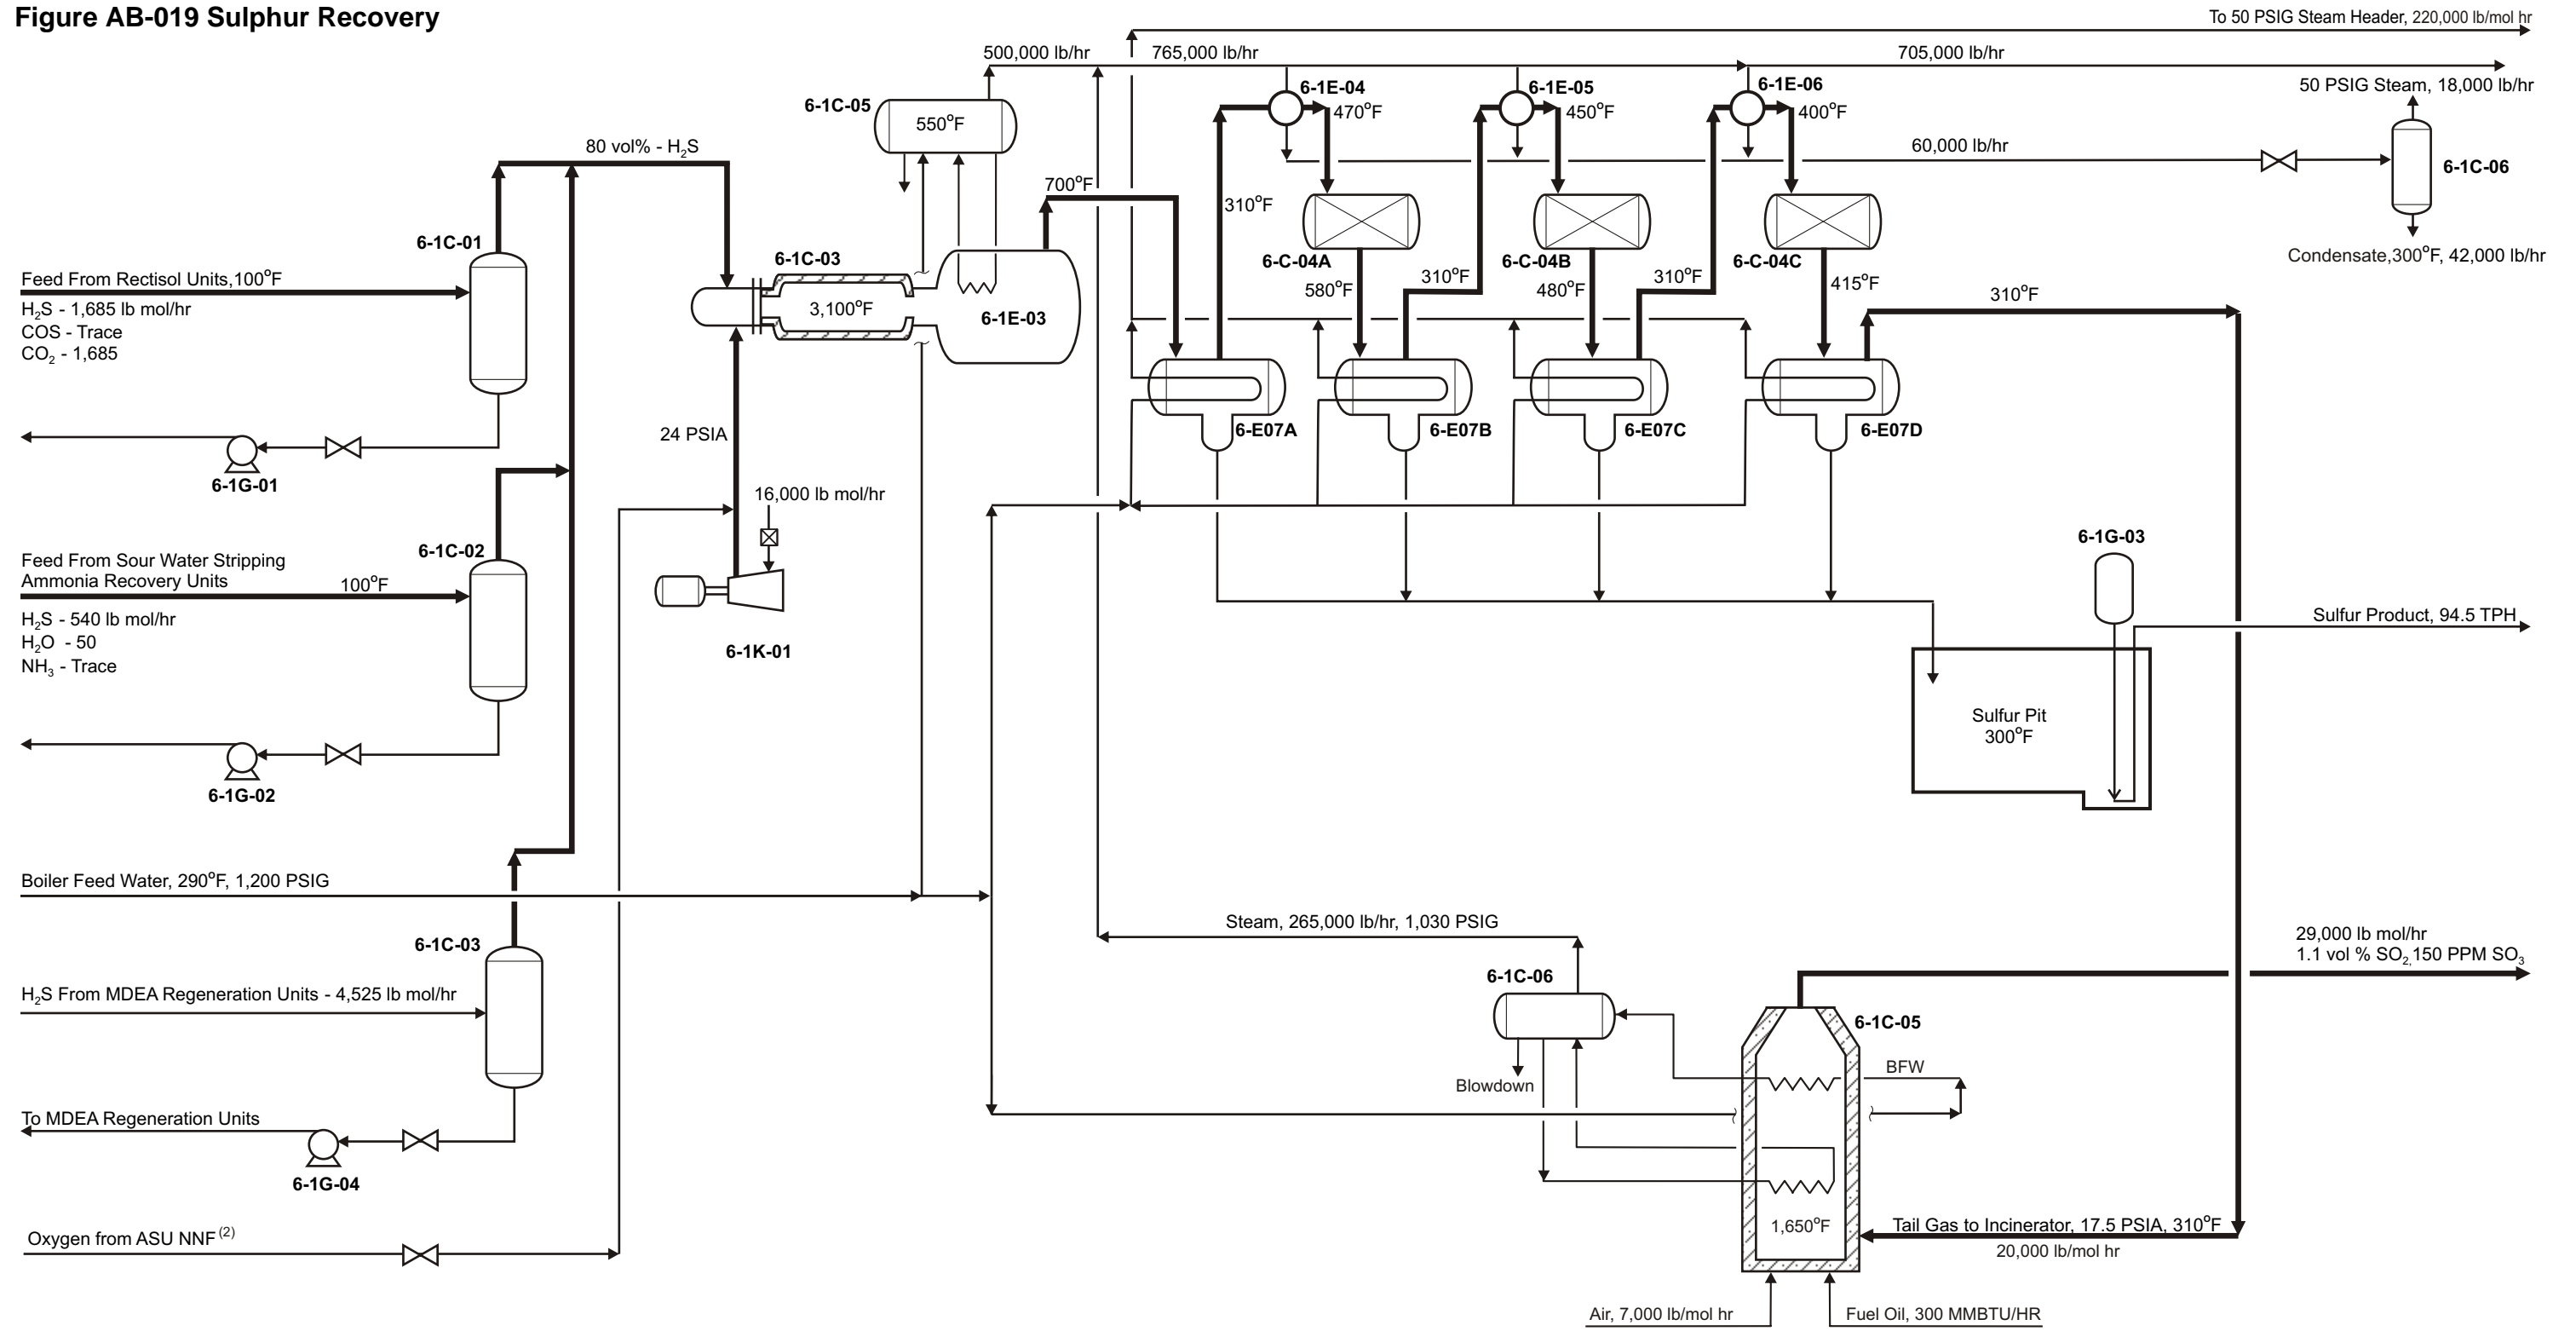 Figure AB-019 Sulphur Recovery
To 50 PSIG Steam Header, 220,000 lb/mol hr
500,000 lb/hr
765,000 lb/hr
705,000 lb/hr
50 PSIG Steam, 18,000 lb/hr
6-1C-05
550°F
6-1E-04
470°F
6-1E-05
450°F
6-1E-06
400°F
60,000 lb/hr
6-1C-06
Condensate,300°F, 42,000 lb/hr
80 vol% - H₂S
700°F
310°F
6-1C-01
Feed From Rectisol Units,100°F
H₂S - 1,685 lb mol/hr
COS - Trace
CO₂ - 1,685
6-1G-01
6-1C-03
3,100°F
6-1E-03
6-C-04A
580°F
310°F
6-C-04B
480°F
310°F
6-C-04C
415°F
310°F
6-E07A
6-E07B
6-E07C
6-E07D
24 PSIA
16,000 lb mol/hr
6-1K-01
6-1C-02
Feed From Sour Water Stripping
Ammonia Recovery Units
100°F
H₂S - 540 lb mol/hr
H₂O - 50
NH₃ - Trace
6-1G-02
6-1G-03
Sulfur Product, 94.5 TPH
Sulfur Pit
300°F
Boiler Feed Water, 290°F, 1,200 PSIG
6-1C-03
H₂S From MDEA Regeneration Units - 4,525 lb mol/hr
To MDEA Regeneration Units
6-1G-04
Oxygen from ASU NNF (2)
Steam, 265,000 lb/hr, 1,030 PSIG
6-1C-06
Blowdown
29,000 lb mol/hr
1.1 vol % SO₂,150 PPM SO₃
6-1C-05
BFW
1,650°F
Tail Gas to Incinerator, 17.5 PSIA, 310°F
20,000 lb/mol hr
Air, 7,000 lb/mol hr
Fuel Oil, 300 MMBTU/HR